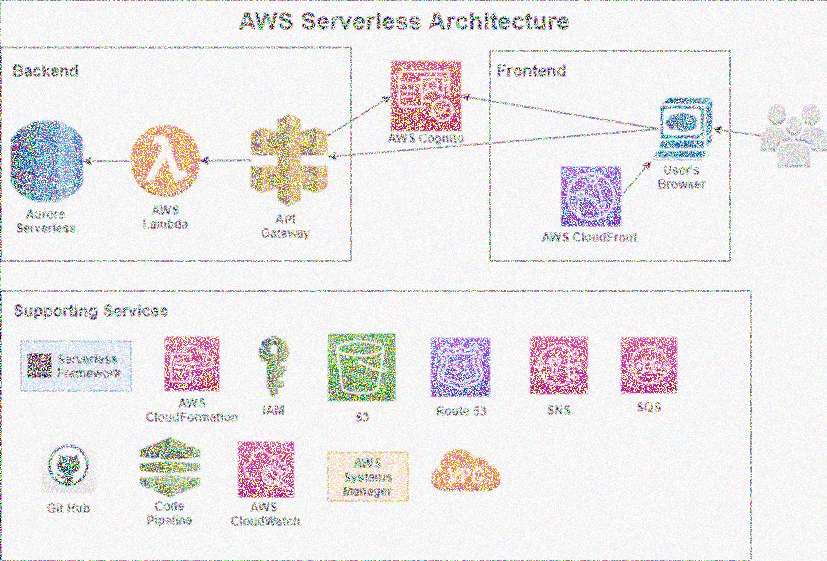 AWS Serverless Architecture
Backend
Frontend
AWS Cognito
Aurora
Serverless
AWS
Lambda
API
Gateway
User's
Browser
AWS CloudFront
Supporting Services
Serverless
Framework
AWS
CloudFormation
IAM
S3
Route 53
SNS
SQS
Git Hub
Code
Pipeline
AWS
CloudWatch
AWS
Systems
Manager